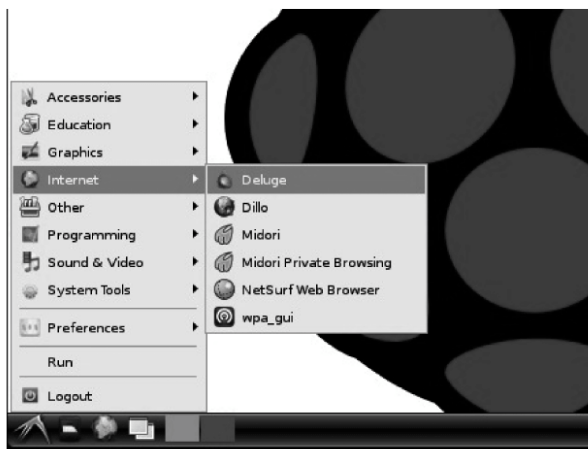 Accessories
Education
Graphics
Internet
Other
Programming
Sound & Video
System Tools
Preferences
Run
Logout
Deluge
Dillo
Midori
Midori Private Browsing
NetSurf Web Browser
wpa_gui